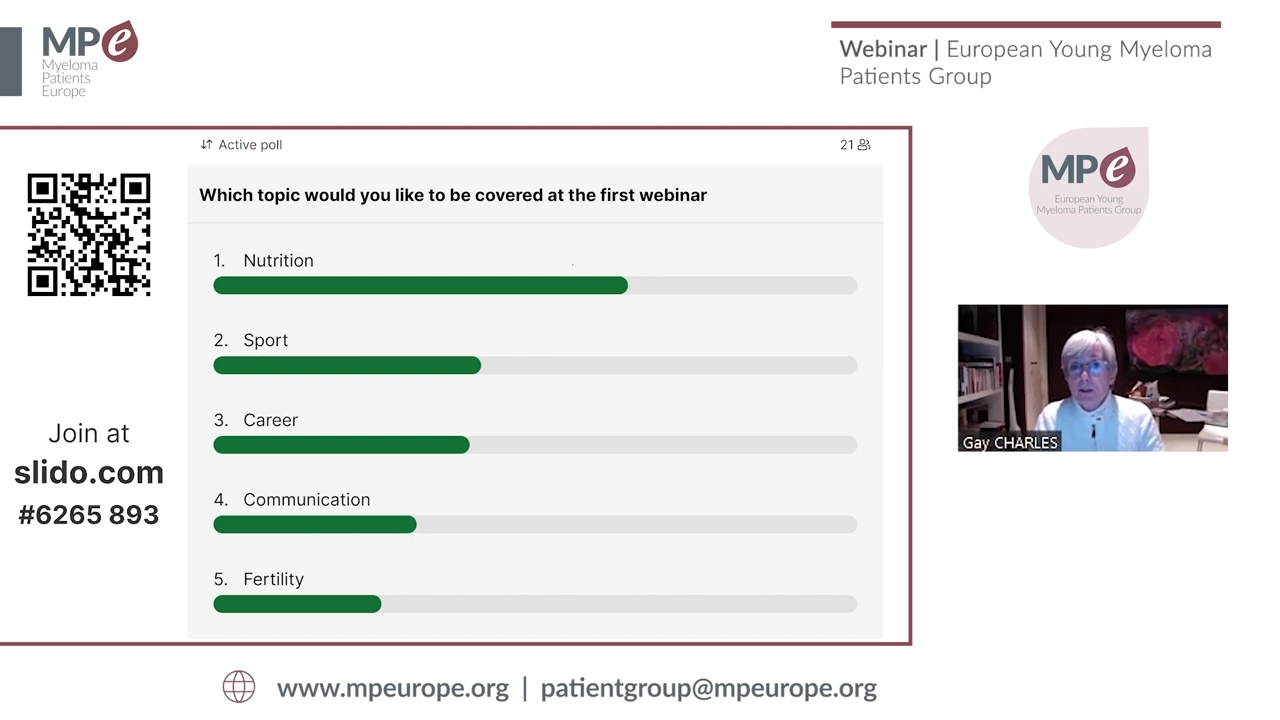 MPe
Myeloma
Patients
Europe
Webinar | European Young Myeloma
Patients Group
Active poll
21
Which topic would you like to be covered at the first webinar
1. Nutrition
2. Sport
3. Career
4. Communication
5. Fertility
Join at
slido.com
#6265 893
MPe
European Young
Myeloma Patients Group
Gay CHARLES
www.mpeurope.org | patientgroup@mpeurope.org